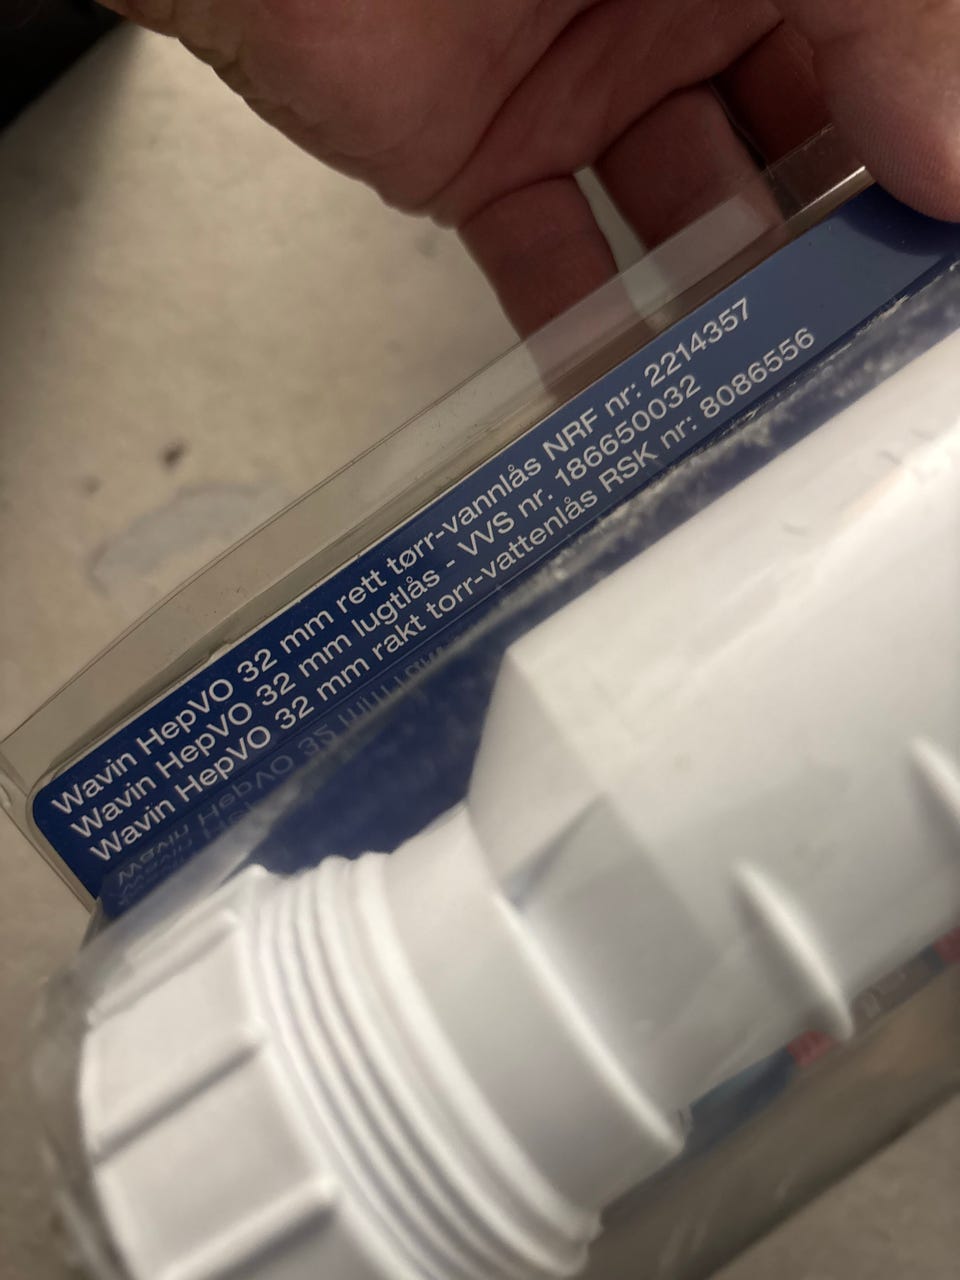 Wavin HepVO 32 mm rett tørr-vannlås NRF nr: 2214357
Wavin HepVO 32 mm lugtlås - VVS nr. 186650032
Wavin HepVO 32 mm rakt torr-vattenlås RSK nr: 8086556